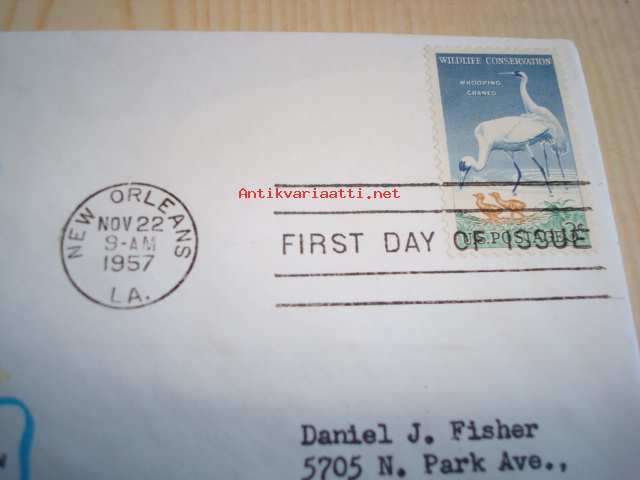 WILDLIFE CONSERVATION
WHOOPING
CRANES
Antikvariaatti.net
NEW ORLEANS
NOV 22
9-AM
1957
LA.
FIRST DAY OF ISSUE
Daniel J. Fisher
5705 N. Park Ave.,